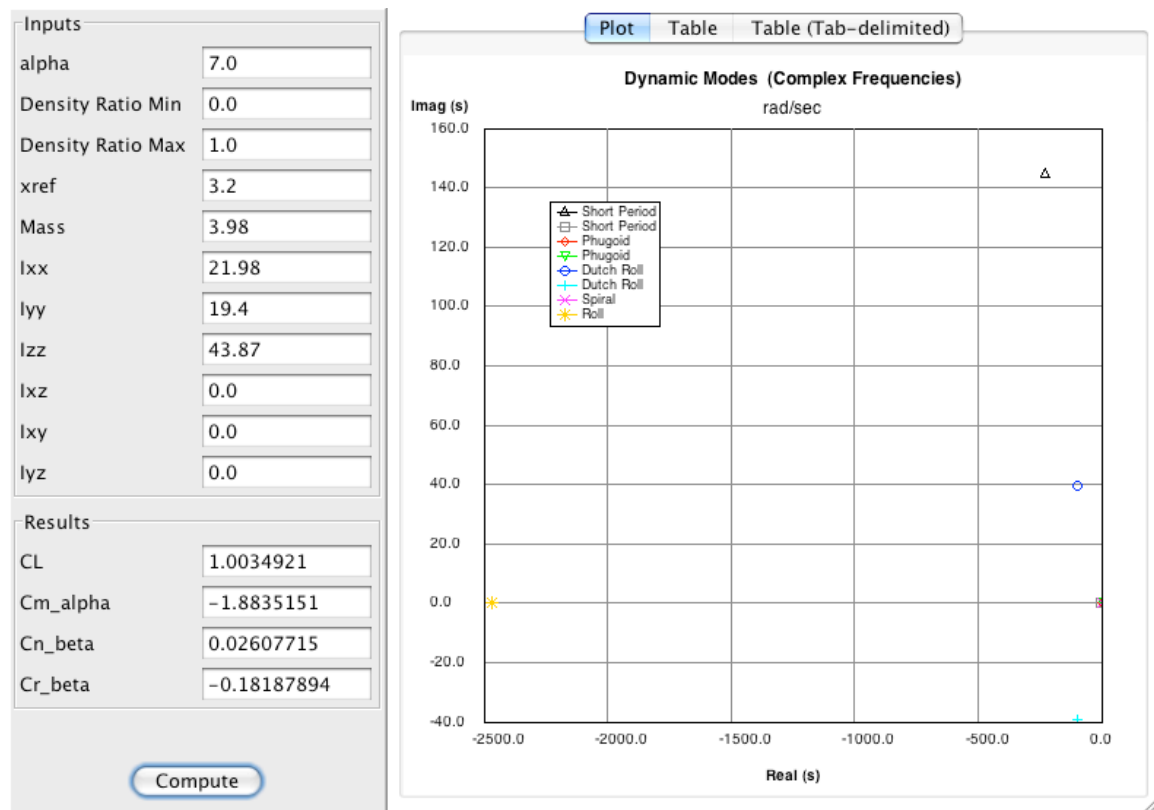 Inputs
alpha 7.0
Density Ratio Min 0.0
Density Ratio Max 1.0
xref 3.2
Mass 3.98
Ixx 21.98
Iyy 19.4
Izz 43.87
Ixz 0.0
Ixy 0.0
Iyz 0.0
Results
CL 1.0034921
Cm_alpha -1.8835151
Cn_beta 0.02607715
Cr_beta -0.18187894
Compute
Plot Table Table (Tab-delimited)
Dynamic Modes (Complex Frequencies)
Imag (s) rad/sec
160.0
140.0
120.0
100.0
80.0
60.0
40.0
20.0
0.0
-20.0
-40.0
Short Period
Short Period
Phugoid
Phugoid
Dutch Roll
Dutch Roll
Spiral
Roll
-2500.0 -2000.0 -1500.0 -1000.0 -500.0 0.0
Real (s)